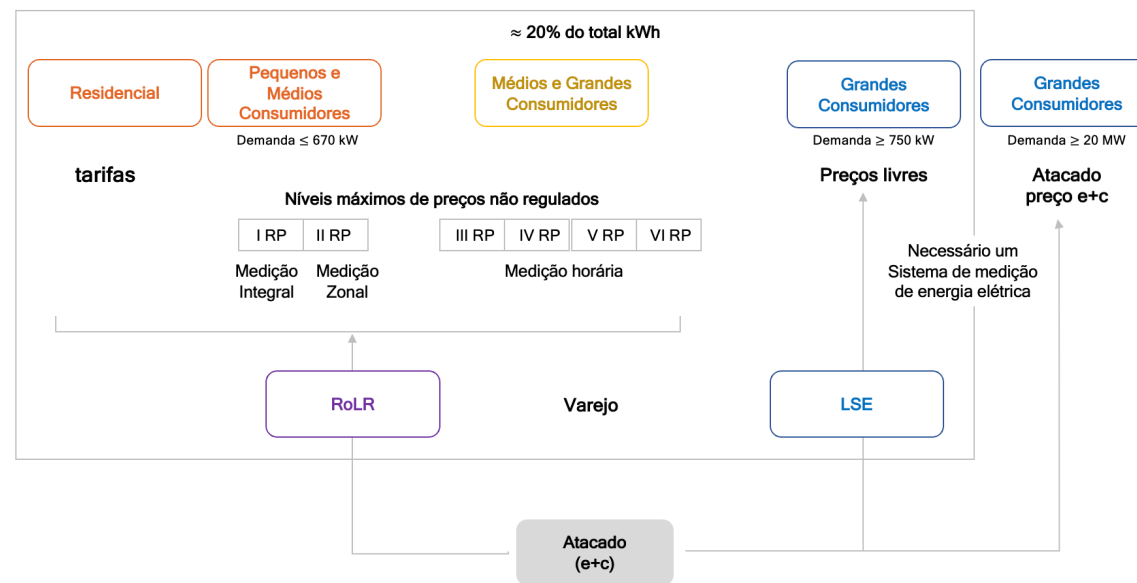 ≈ 20% do total kWh
Residencial
Pequenos e
Médios
Consumidores
Médios e Grandes
Consumidores
Grandes
Consumidores
Grandes
Consumidores
Demanda ≤ 670 kW
Demanda ≥ 750 kW
Demanda ≥ 20 MW
tarifas
Preços livres
Atacado
preço e+c
Níveis máximos de preços não regulados
I RP
II RP
III RP
IV RP
V RP
VI RP
Medição
Integral
Medição
Zonal
Medição horária
Necessário um
Sistema de medição
de energia elétrica
RoLR
Varejo
LSE
Atacado
(e+c)